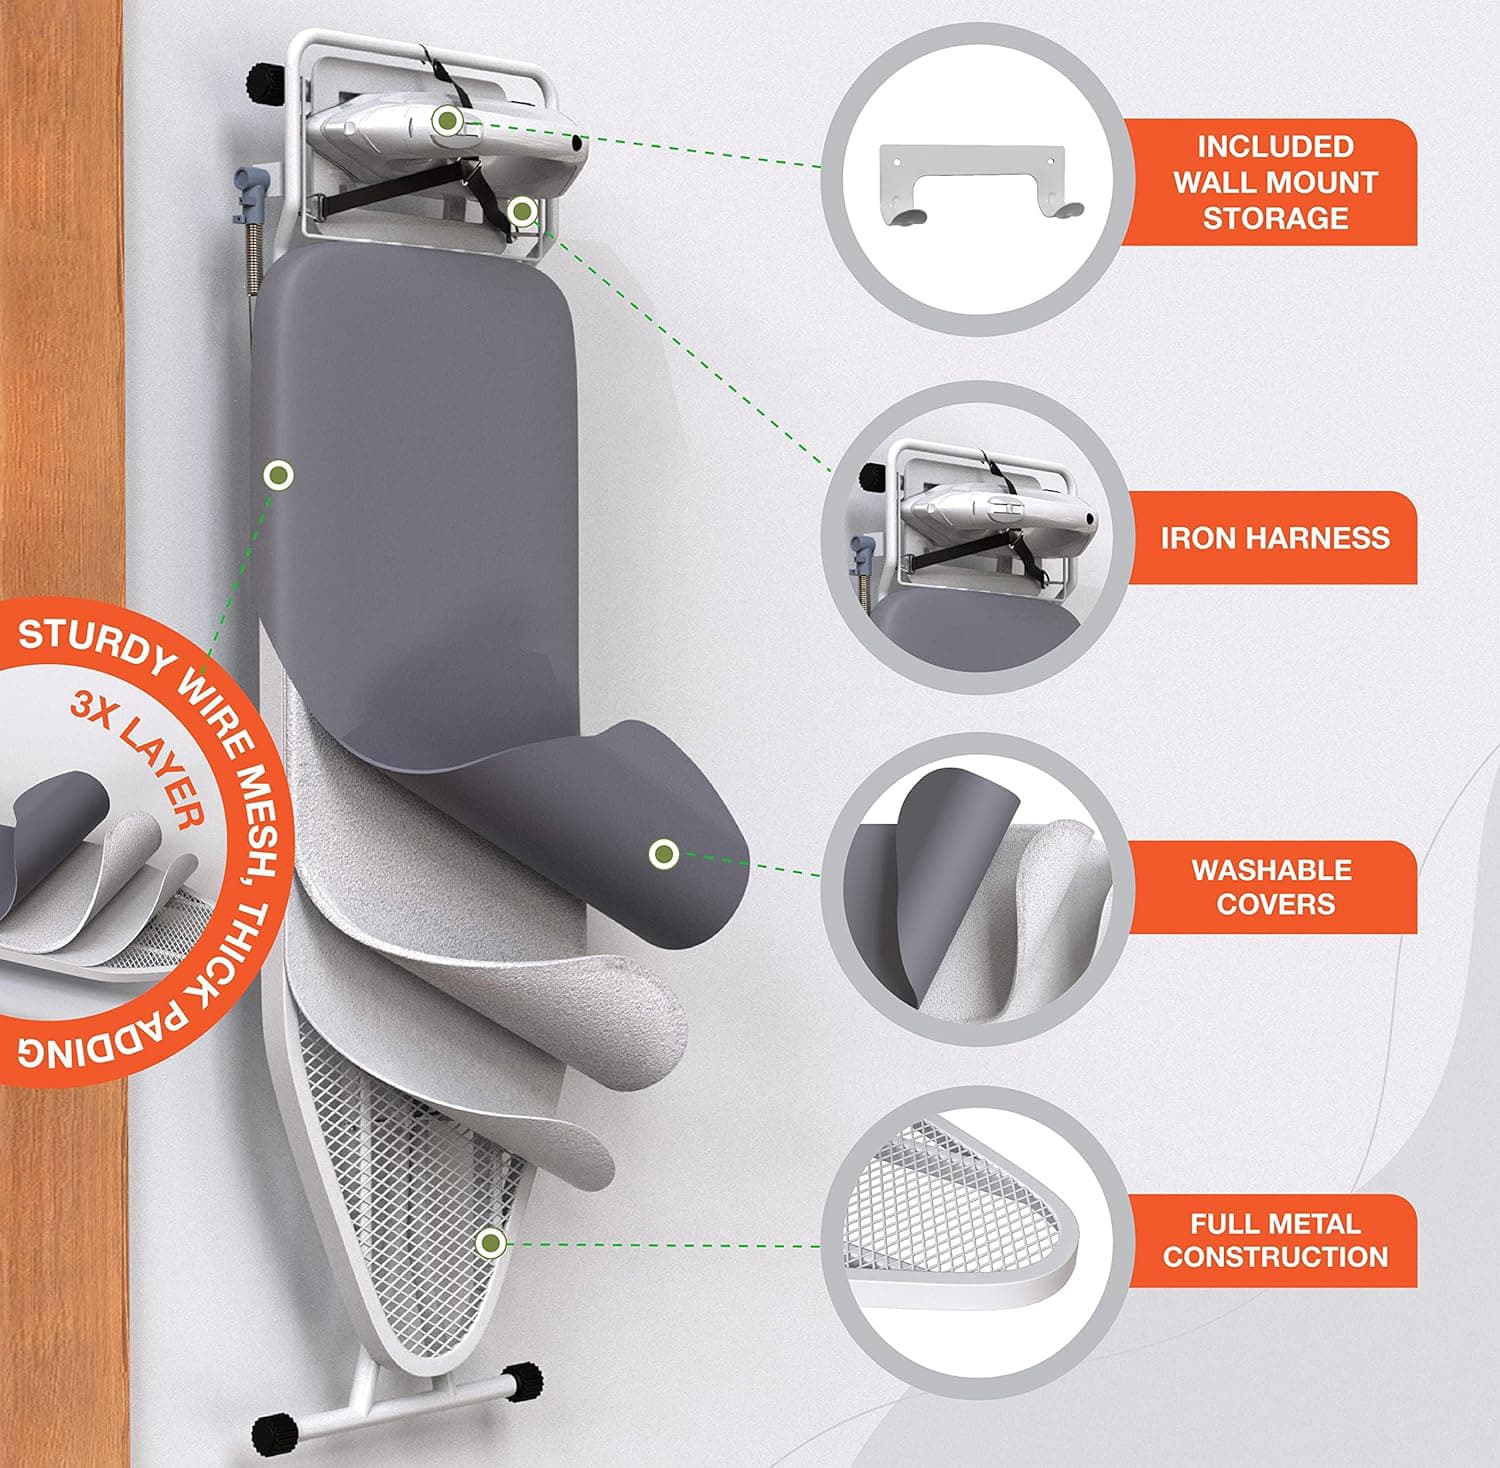 INCLUDED
WALL MOUNT
STORAGE
IRON HARNESS
STURDY WIRE MESH, THICK PADDING
3X LAYER
WASHABLE
COVERS
FULL METAL
CONSTRUCTION